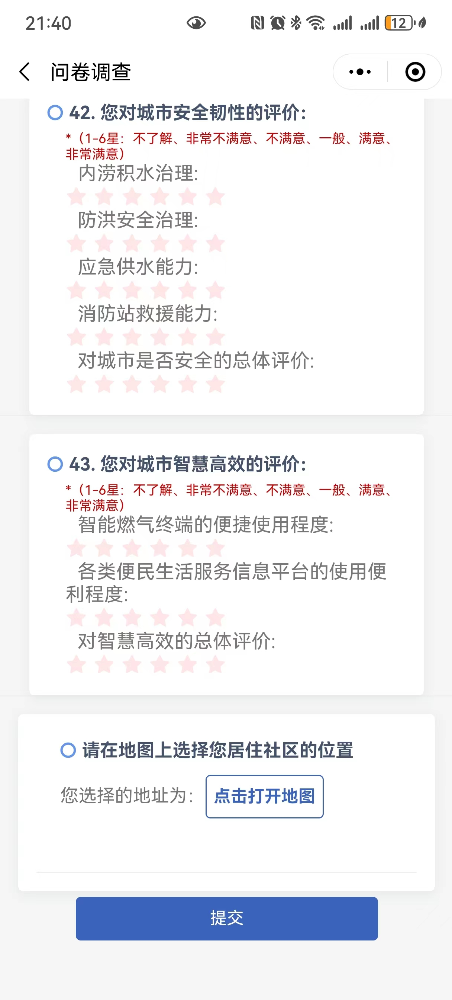 21:40
12
问卷调查
42. 您对城市安全韧性的评价:
*（1-6星：不了解、非常不满意、不满意、一般、满意、
非常满意）
内涝积水治理:
防洪安全治理:
应急供水能力:
消防站救援能力:
对城市是否安全的总体评价:
43. 您对城市智慧高效的评价:
*（1-6星：不了解、非常不满意、不满意、一般、满意、
非常满意）
智能燃气终端的便捷使用程度:
各类便民生活服务信息平台的使用便
利程度:
对智慧高效的总体评价:
请在地图上选择您居住社区的位置
您选择的地址为: 点击打开地图
提交